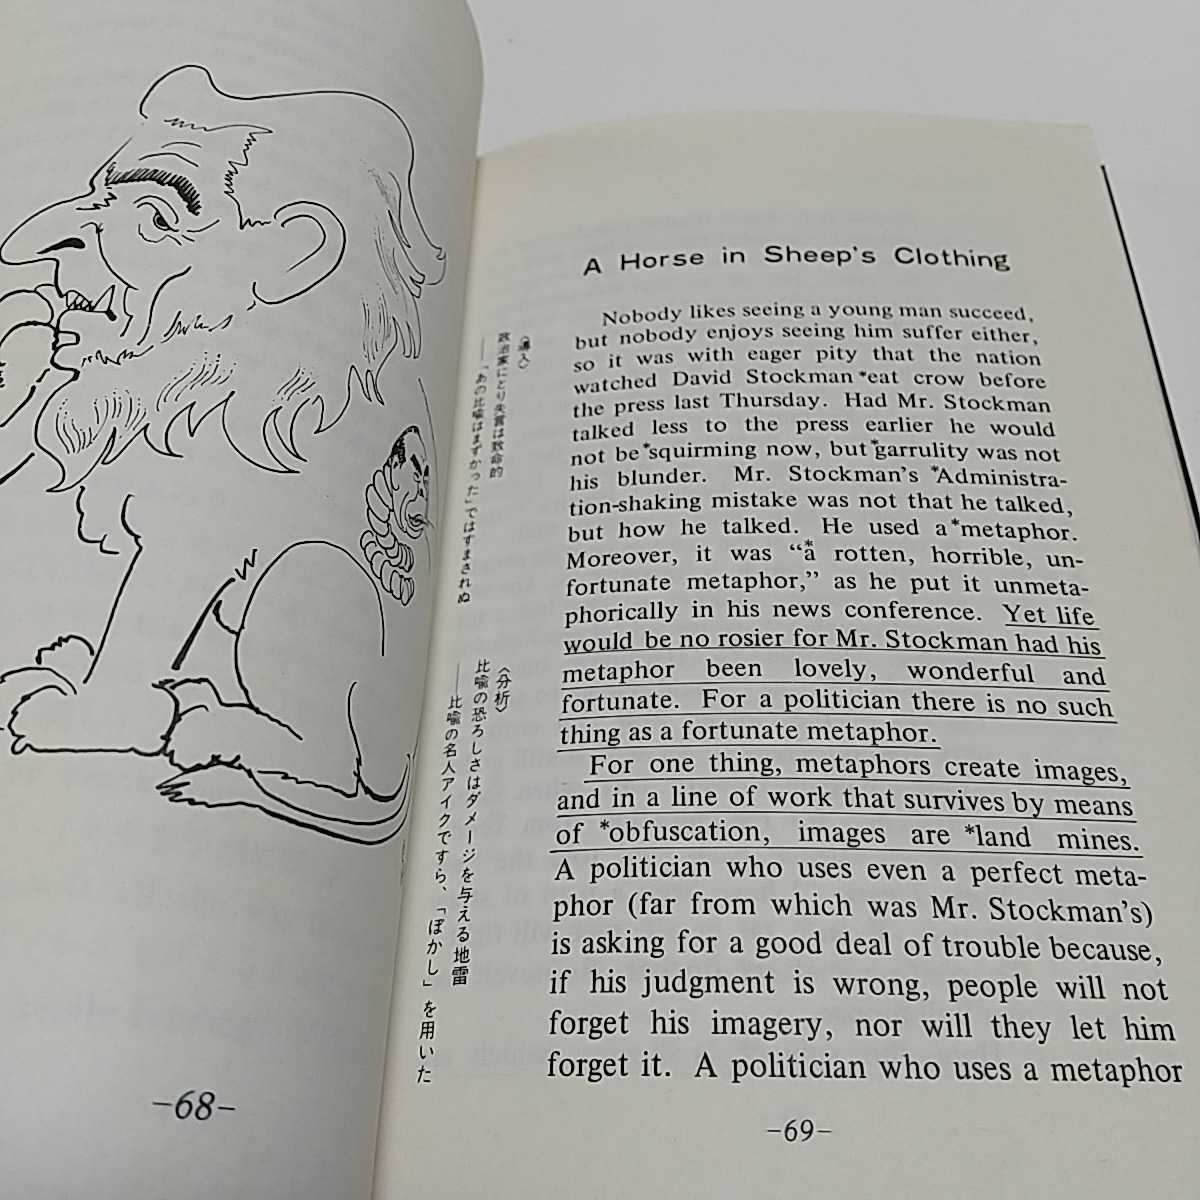 A Horse in Sheep's Clothing
Nobody likes seeing a young man succeed,
but nobody enjoys seeing him suffer either,
so it was with eager pity that the nation
watched David Stockman *eat crow before
the press last Thursday. Had Mr. Stockman
talked less to the press earlier he would
not be *squirming now, but *garrulity was not
his blunder. Mr. Stockman's *Administra-
tion-shaking mistake was not that he talked,
but how he talked. He used a *metaphor.
Moreover, it was “*a rotten, horrible, un-
fortunate metaphor,” as he put it unmeta-
phorically in his news conference. Yet life
would be no rosier for Mr. Stockman had his
metaphor been lovely, wonderful and
fortunate. For a politician there is no such
thing as a fortunate metaphor.
For one thing, metaphors create images,
and in a line of work that survives by means
of *obfuscation, images are *land mines.
A politician who uses even a perfect meta-
phor (far from which was Mr. Stockman's)
is asking for a good deal of trouble because,
if his judgment is wrong, people will not
forget his imagery, nor will they let him
forget it. A politician who uses a metaphor
〈導入〉
政治家にとり失言は致命的
──「あの比喩はまずかった」ではすまされぬ
〈分析〉
比喩の恐ろしさはダメージを与える地雷
──比喩の名人アイクですら、「ぼかし」を用いた
－68－
－69－